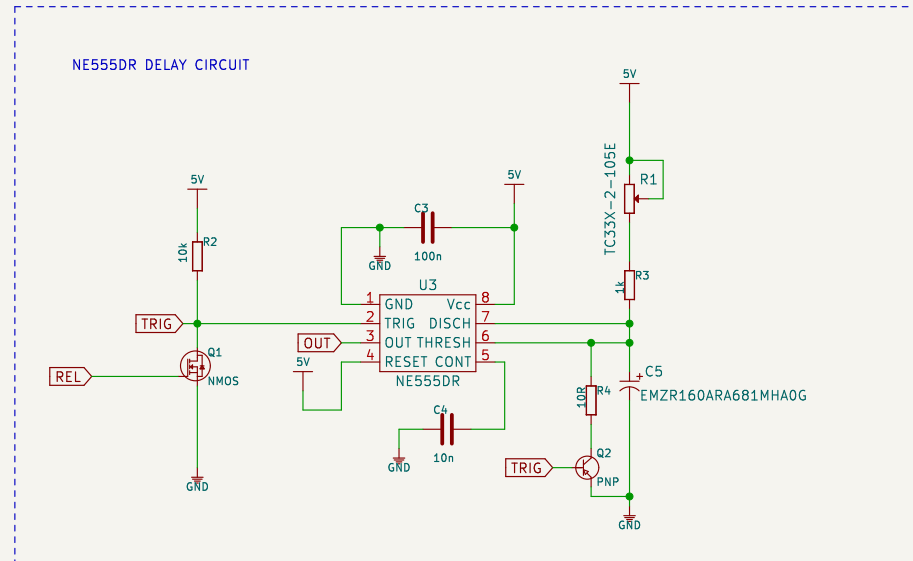 NE555DR DELAY CIRCUIT
5V
5V
5V
TC33X-2-105E
R1
C3
100n
GND
10k
R2
R3
1k
U3
1
GND
Vcc
8
TRIG
2
TRIG
DISCH
7
OUT
3
OUT
THRESH
6
5V
4
RESET
CONT
5
NE555DR
Q1
NMOS
REL
C5
+
EMZR160ARA681MHA0G
10R
R4
C4
10n
GND
Q2
TRIG
PNP
GND
GND